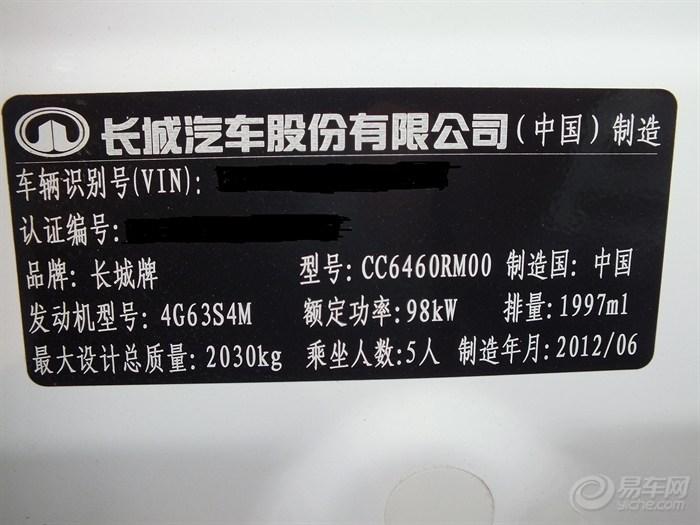 长城汽车股份有限公司(中国)制造
车辆识别号(VIN):
认证编号:
品牌:长城牌 型号:CC6460RM00 制造国:中国
发动机型号:4G63S4M 额定功率:98kW 排量:1997ml
最大设计总质量:2030kg 乘坐人数:5人 制造年月:2012/06
易车网
yiche.com